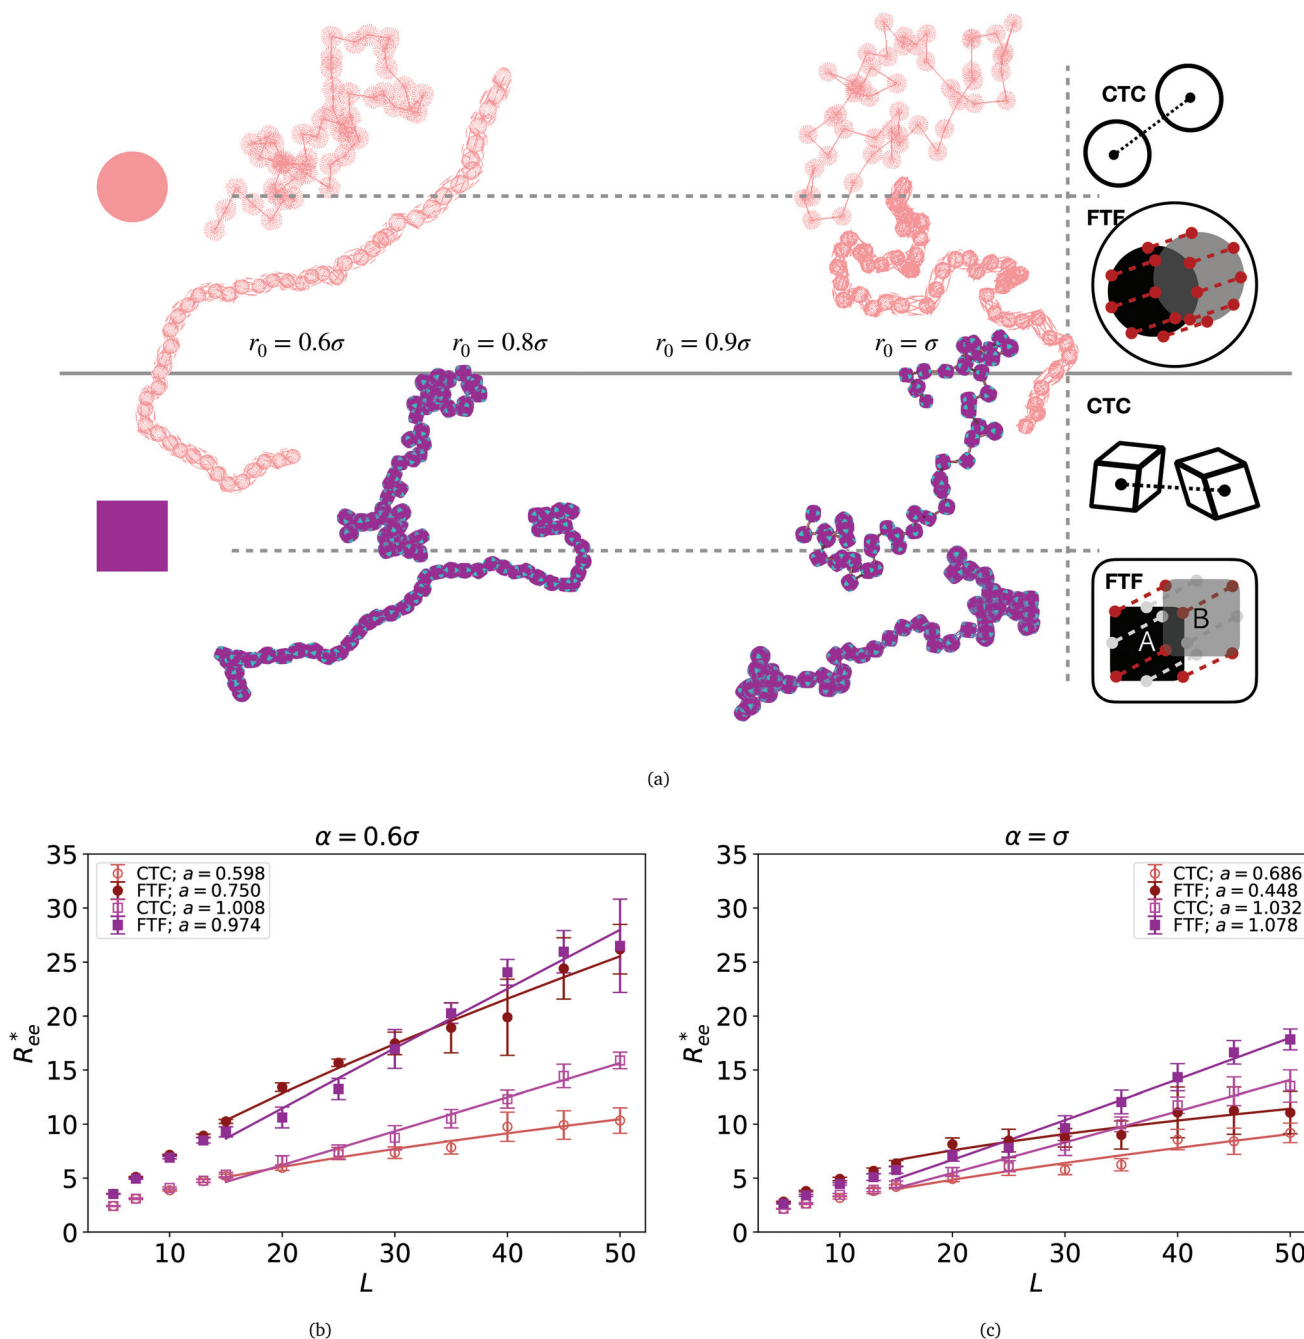 CTC
FTF
r₀ = 0.6σ r₀ = 0.8σ r₀ = 0.9σ r₀ = σ
CTC
FTF
A B
(a)
α = 0.6σ
35
30
25
20
15
10
5
0
R*ee
CTC; a = 0.598
FTF; a = 0.750
CTC; a = 1.008
FTF; a = 0.974
10 20 30 40 50
L
(b)
α = σ
35
30
25
20
15
10
5
0
R*ee
CTC; a = 0.686
FTF; a = 0.448
CTC; a = 1.032
FTF; a = 1.078
10 20 30 40 50
L
(c)